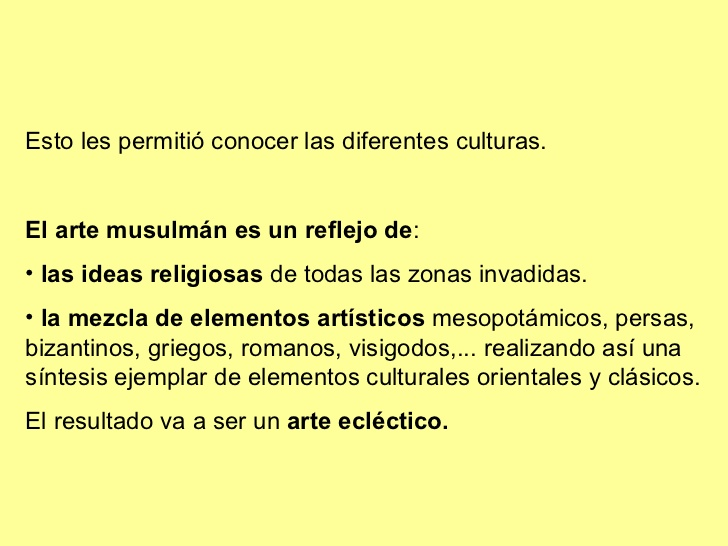 Esto les permitió conocer las diferentes culturas.
El arte musulmán es un reflejo de:
• las ideas religiosas de todas las zonas invadidas.
• la mezcla de elementos artísticos mesopotámicos, persas,
bizantinos, griegos, romanos, visigodos,... realizando así una
síntesis ejemplar de elementos culturales orientales y clásicos.
El resultado va a ser un arte ecléctico.